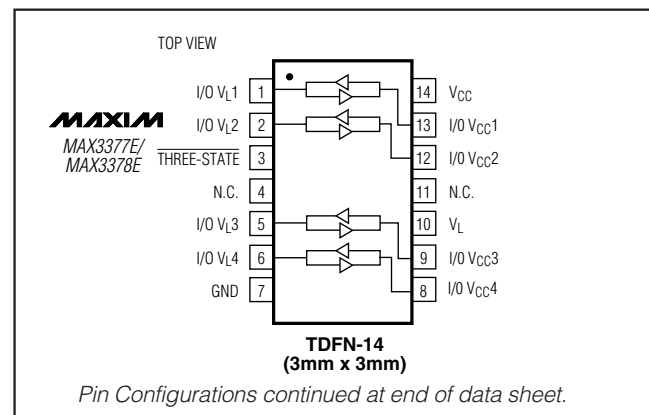 TOP VIEW
I/O VL1 1 14 VCC
MAXIM I/O VL2 2 13 I/O VCC1
MAX3377E/
MAX3378E THREE-STATE 3 12 I/O VCC2
N.C. 4 11 N.C.
I/O VL3 5 10 VL
I/O VL4 6 9 I/O VCC3
GND 7 8 I/O VCC4
TDFN-14
(3mm x 3mm)
Pin Configurations continued at end of data sheet.